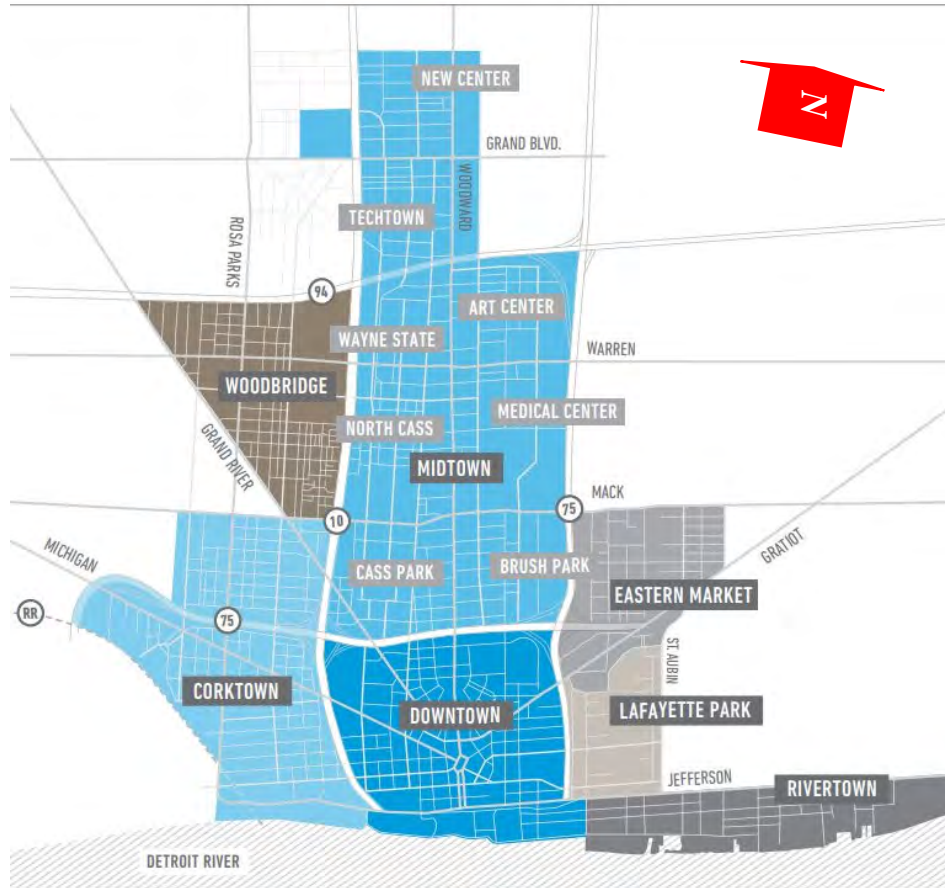 NEW CENTER
N
GRAND BLVD.
WOODWARD
TECHTOWN
ROSA PARKS
94
ART CENTER
WAYNE STATE
WARREN
WOODBRIDGE
MEDICAL CENTER
NORTH CASS
GRAND RIVER
MIDTOWN
MACK
10
75
MICHIGAN
GRATIOT
CASS PARK
BRUSH PARK
EASTERN MARKET
RR
75
ST. AUBIN
CORKTOWN
DOWNTOWN
LAFAYETTE PARK
JEFFERSON
RIVERTOWN
DETROIT RIVER